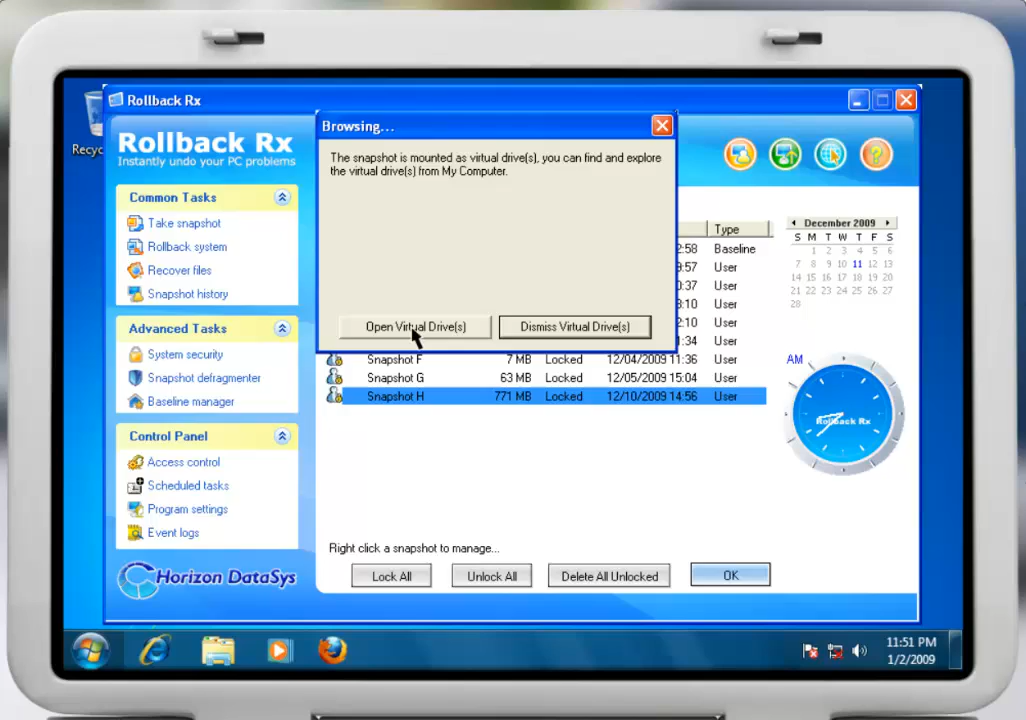 Recyc
Rollback Rx
Rollback Rx
Instantly undo your PC problems
Common Tasks
Take snapshot
Rollback system
Recover files
Snapshot history
Advanced Tasks
System security
Snapshot defragmenter
Baseline manager
Control Panel
Access control
Scheduled tasks
Program settings
Event logs
Horizon DataSys
Browsing...
The snapshot is mounted as virtual drive(s), you can find and explore
the virtual drive(s) from My Computer.
Open Virtual Drive(s) Dismiss Virtual Drive(s)
Type
2:58 Baseline
9:57 User
0:37 User
3:10 User
2:10 User
1:34 User
Snapshot F 7 MB Locked 12/04/2009 11:36 User
Snapshot G 63 MB Locked 12/05/2009 15:04 User
Snapshot H 771 MB Locked 12/10/2009 14:56 User
Right click a snapshot to manage...
Lock All Unlock All Delete All Unlocked OK
December 2009
S M T W T F S
1 2 3 4 5 6
7 8 9 10 11 12 13
14 15 16 17 18 19 20
21 22 23 24 25 26 27
28
AM
Rollback Rx
11:51 PM
1/2/2009